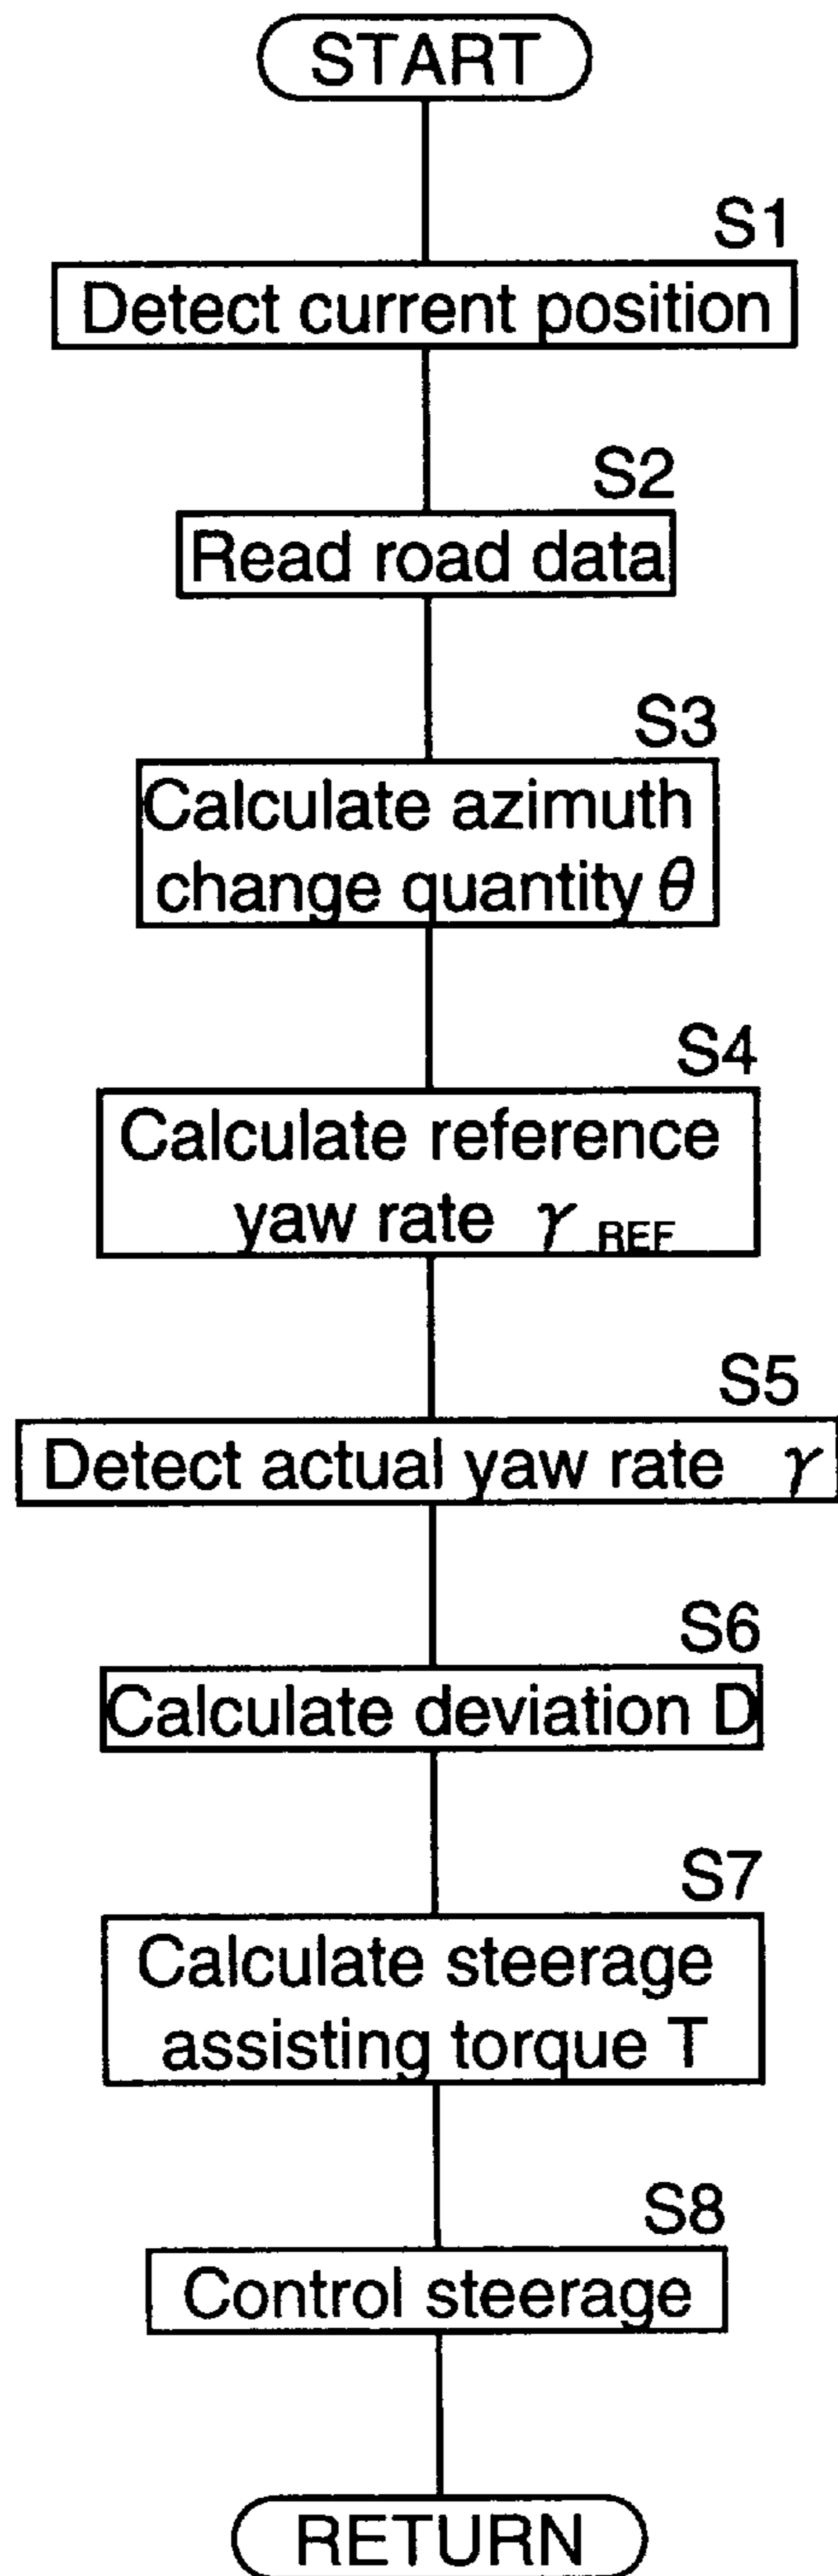 START
S1
Detect current position
S2
Read road data
S3
Calculate azimuth
change quantity θ
S4
Calculate reference
yaw rate γ REF
S5
Detect actual yaw rate γ
S6
Calculate deviation D
S7
Calculate steerage
assisting torque T
S8
Control steerage
RETURN